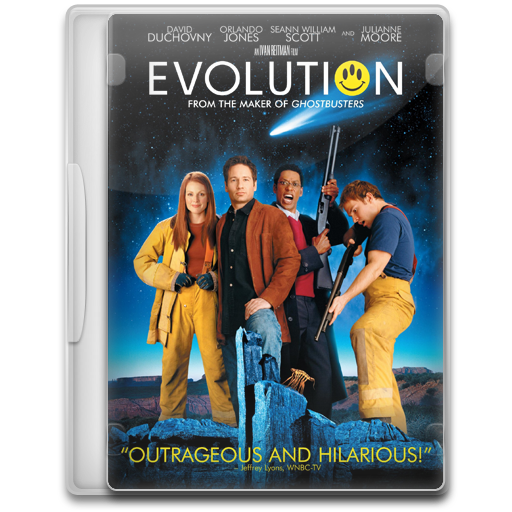 DAVID DUCHOVNY ORLANDO JONES SEANN WILLIAM SCOTT AND JULIANNE MOORE
AN IVAN REITMAN FILM
EVOLUTION
FROM THE MAKER OF GHOSTBUSTERS
"OUTRAGEOUS AND HILARIOUS!"
– Jeffrey Lyons, WNBC-TV